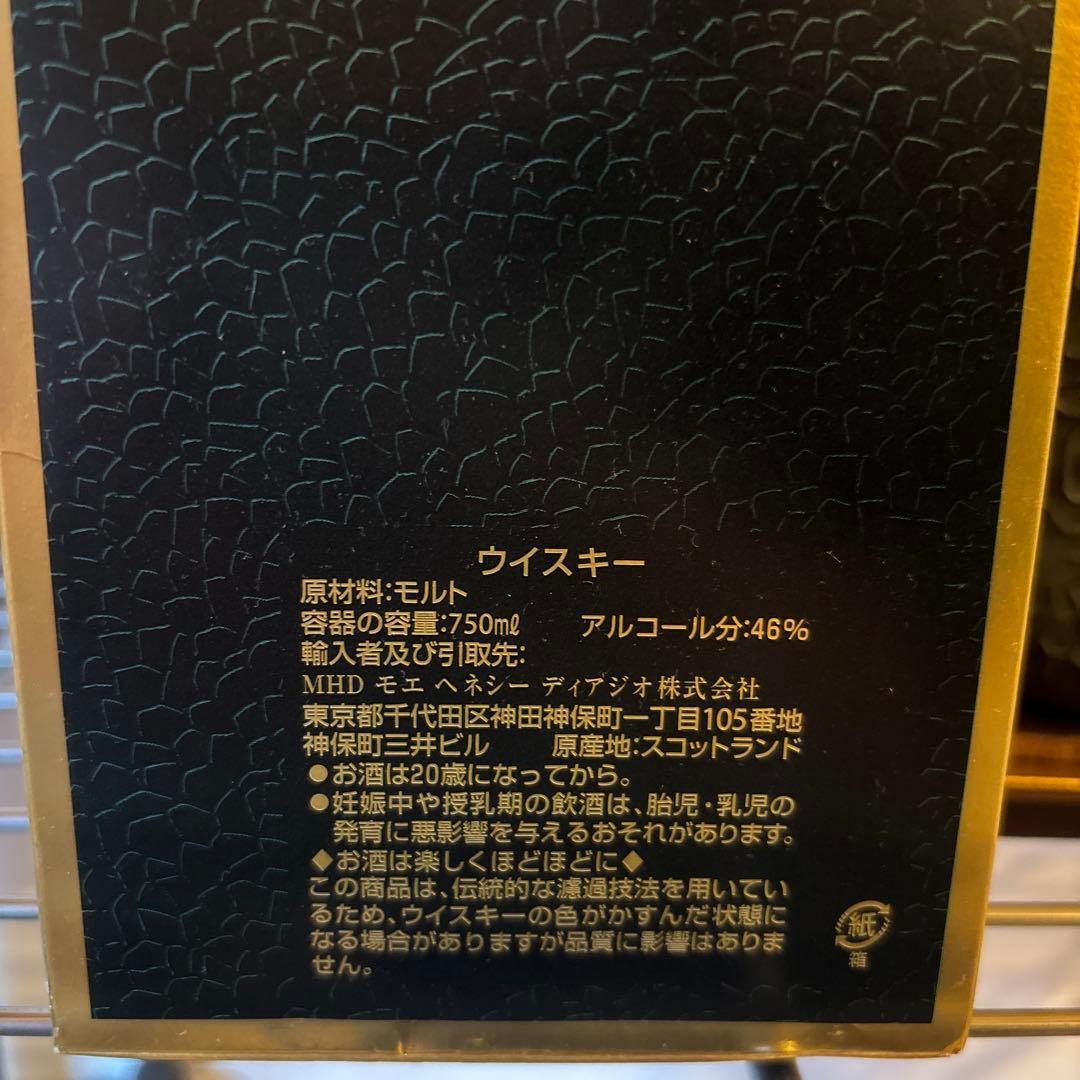 ウイスキー
原材料:モルト
容器の容量:750mℓ アルコール分:46%
輸入者及び引取先:
MHD モエ ヘネシー ディアジオ株式会社
東京都千代田区神田神保町一丁目105番地
神保町三井ビル 原産地:スコットランド
●お酒は20歳になってから。
●妊娠中や授乳期の飲酒は、胎児・乳児の
発育に悪影響を与えるおそれがあります。
◆お酒は楽しくほどほどに◆
この商品は、伝統的な濾過技法を用いてい
るため、ウイスキーの色がかすんだ状態に
なる場合がありますが品質に影響はありま
せん。
紙
箱